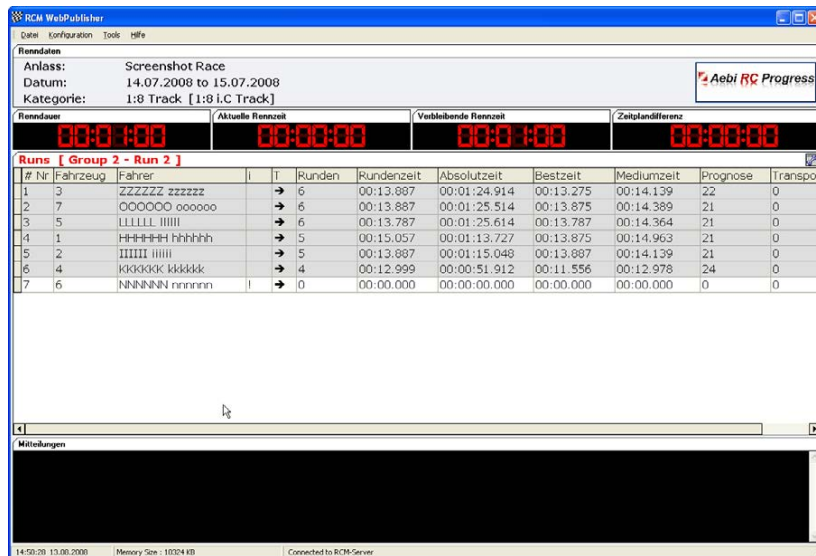 RCM WebPublisher
Datei Konfiguration Tools Hilfe
Renndaten
Anlass: Screenshot Race
Datum: 14.07.2008 to 15.07.2008
Kategorie: 1:8 Track [1:8 i.C Track]
Aebi RC Progress
Renndauer Aktuelle Rennzeit Verbleibende Rennzeit Zeitplandifferenz
00:01:00 00:00:00 00:01:00 00:00:00
Runs [ Group 2 - Run 2 ]
# Nr Fahrzeug Fahrer i T Runden Rundenzeit Absolutzeit Bestzeit Mediumzeit Prognose Transpo
1 3 ZZZZZZ zzzzzz ➔ 6 00:13.887 00:01:24.914 00:13.275 00:14.139 22 0
2 7 OOOOOO oooooo ➔ 6 00:13.887 00:01:25.514 00:13.875 00:14.389 21 0
3 5 LLLLLL llllll ➔ 6 00:13.787 00:01:25.614 00:13.787 00:14.364 21 0
4 1 HHHHHH hhhhhh ➔ 5 00:15.057 00:01:13.727 00:13.875 00:14.963 21 0
5 2 IIIIII iiiiii ➔ 5 00:13.887 00:01:15.048 00:13.887 00:14.139 21 0
6 4 KKKKKK kkkkkk ➔ 4 00:12.999 00:00:51.912 00:11.556 00:12.978 24 0
7 6 NNNNNN nnnnnn ! ➔ 0 00:00.000 00:00:00.000 00:00.000 00:00.000 0 0
Mitteilungen
14:50:28 13.08.2008 Memory Size : 10324 KB Connected to RCM-Server